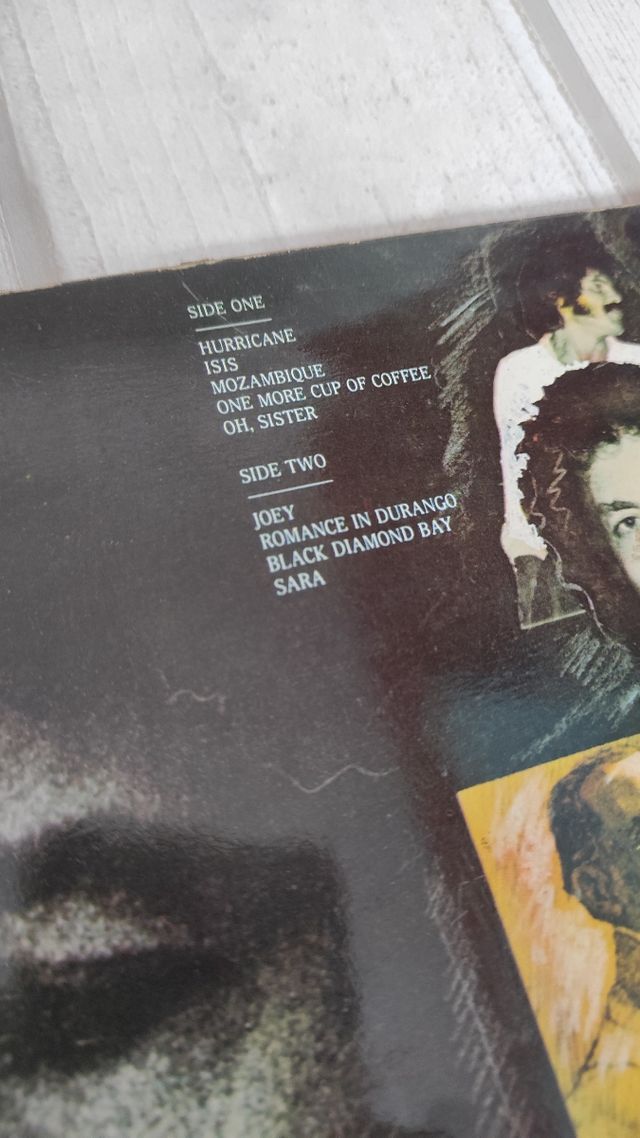 SIDE ONE
HURRICANE
ISIS
MOZAMBIQUE
ONE MORE CUP OF COFFEE
OH, SISTER
SIDE TWO
JOEY
ROMANCE IN DURANGO
BLACK DIAMOND BAY
SARA